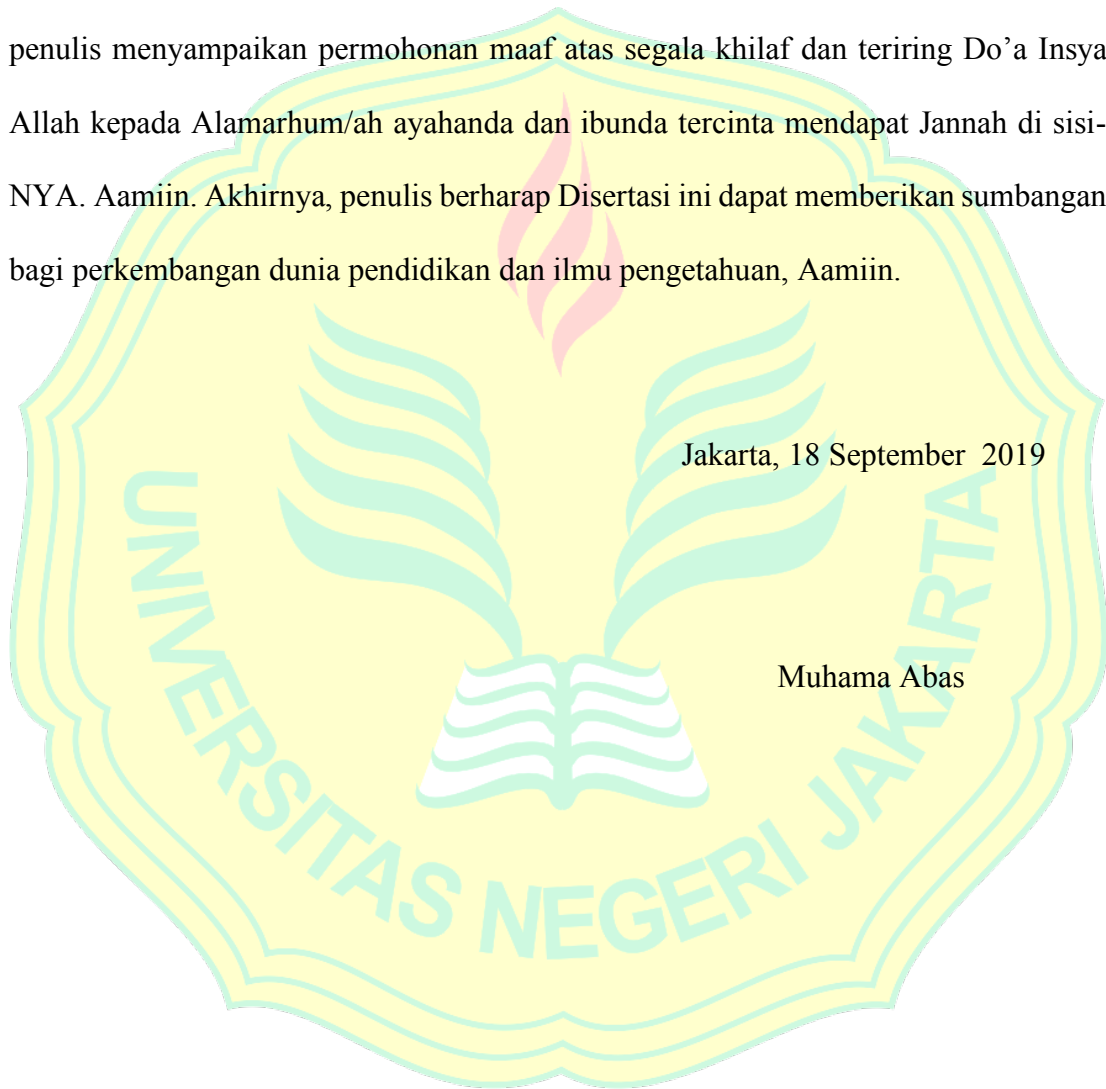 penulis menyampaikan permohonan maaf atas segala khilaf dan teriring Do’a Insya
Allah kepada Alamarhum/ah ayahanda dan ibunda tercinta mendapat Jannah di sisi-
NYA. Aamiin. Akhirnya, penulis berharap Disertasi ini dapat memberikan sumbangan
bagi perkembangan dunia pendidikan dan ilmu pengetahuan, Aamiin.
Jakarta, 18 September 2019
Muhama Abas
UNIVERSITAS NEGERI JAKARTA